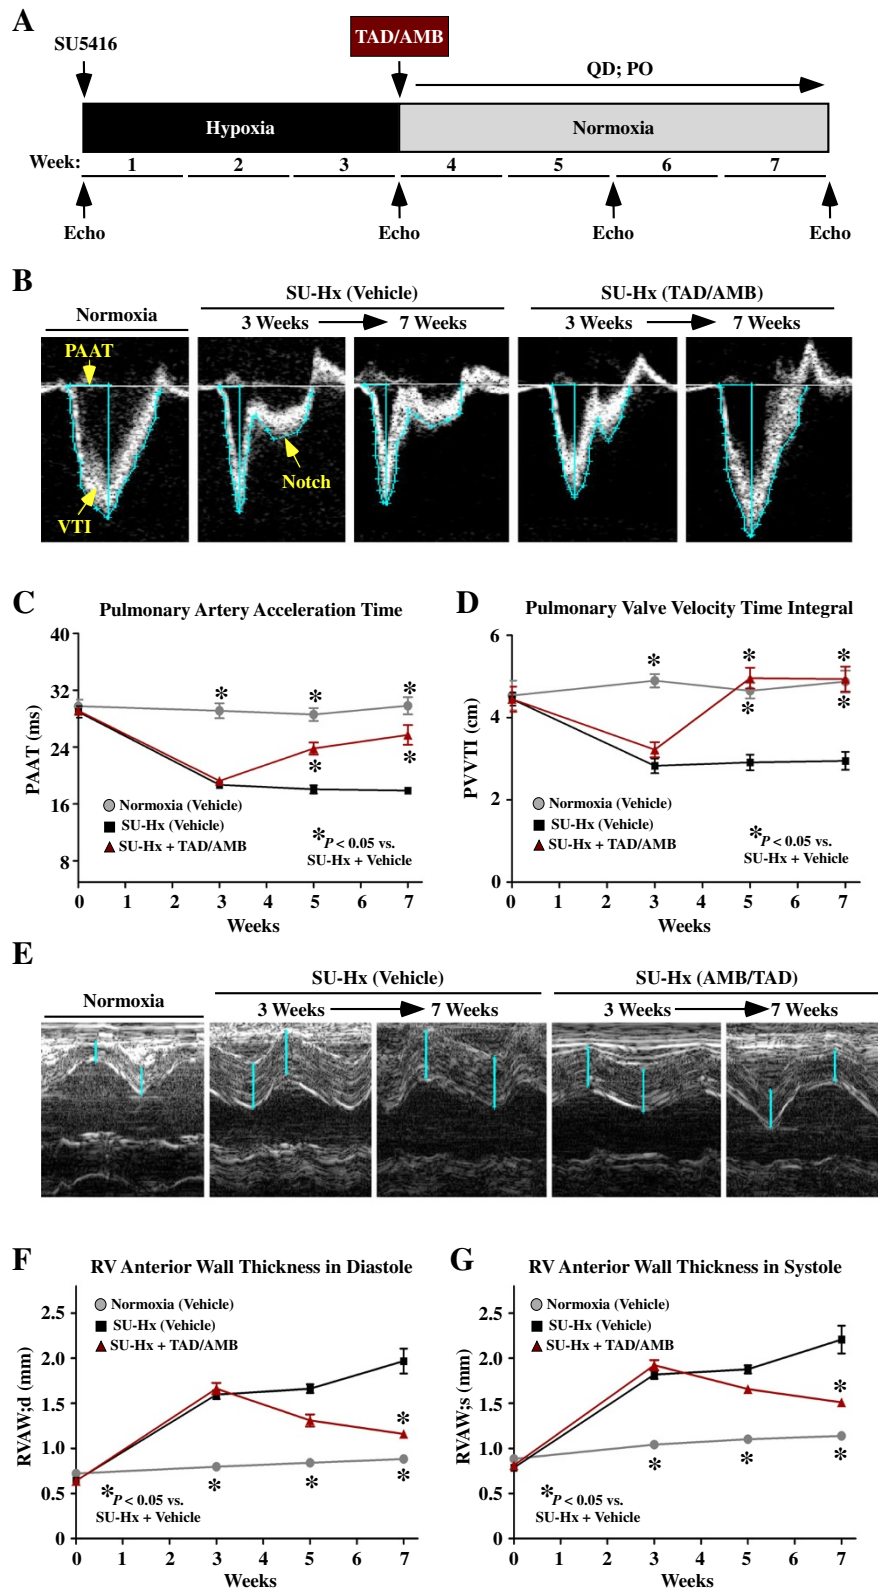 A
SU5416
TAD/AMB
QD; PO
Hypoxia
Normoxia
Week: 1 2 3 4 5 6 7
Echo Echo Echo Echo
B
SU-Hx (Vehicle) SU-Hx (TAD/AMB)
Normoxia 3 Weeks 7 Weeks 3 Weeks 7 Weeks
PAAT
Notch
VTI
C
Pulmonary Artery Acceleration Time
40
32
24
16
8
PAAT (ms)
* * *
* *
Normoxia (Vehicle)
SU-Hx (Vehicle)
SU-Hx + TAD/AMB
*P < 0.05 vs.
SU-Hx + Vehicle
0 1 2 3 4 5 6 7
Weeks
D
Pulmonary Valve Velocity Time Integral
6
4
2
0
PVVTI (cm)
* * *
* *
Normoxia (Vehicle)
SU-Hx (Vehicle)
SU-Hx + TAD/AMB
*P < 0.05 vs.
SU-Hx + Vehicle
0 1 2 3 4 5 6 7
Weeks
E
SU-Hx (Vehicle) SU-Hx (AMB/TAD)
Normoxia 3 Weeks 7 Weeks 3 Weeks 7 Weeks
F
RV Anterior Wall Thickness in Diastole
2.5
2.0
1.5
1.0
0.5
0
RVAW;d (mm)
Normoxia (Vehicle)
SU-Hx (Vehicle)
SU-Hx + TAD/AMB
*
* * *
*P < 0.05 vs.
SU-Hx + Vehicle
0 1 2 3 4 5 6 7
Weeks
G
RV Anterior Wall Thickness in Systole
2.5
2.0
1.5
1.0
0.5
0
RVAW;s (mm)
Normoxia (Vehicle)
SU-Hx (Vehicle)
SU-Hx + TAD/AMB
*
* * *
*P < 0.05 vs.
SU-Hx + Vehicle
0 1 2 3 4 5 6 7
Weeks